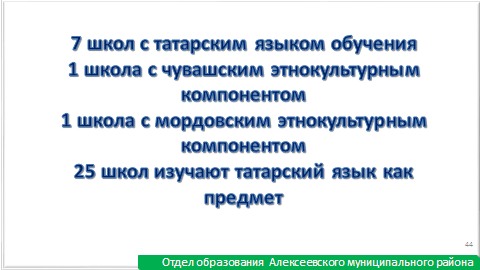 7 школ с татарским языком обучения
1 школа с чувашским этнокультурным
компонентом
1 школа с мордовским этнокультурным
компонентом
25 школ изучают татарский язык как
предмет
44
Отдел образования Алексеевского муниципального района